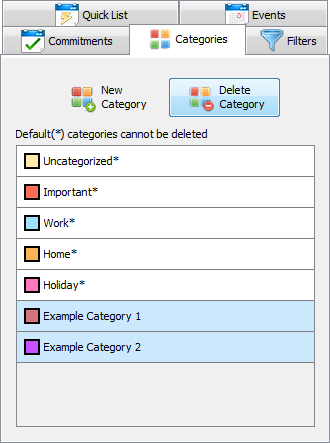 Quick List
Events
Commitments
Categories
Filters
New
Category
Delete
Category
Default(*) categories cannot be deleted
Uncategorized*
Important*
Work*
Home*
Holiday*
Example Category 1
Example Category 2